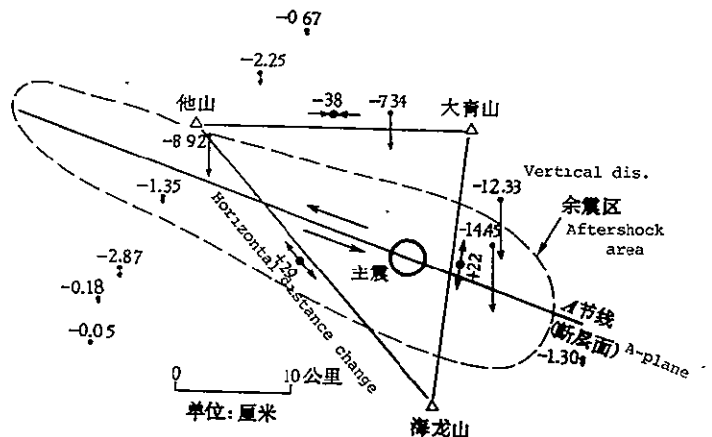 -0.67
-2.25
他山
-38
-7.34
大青山
-8.92
Vertical dis.
-12.33
余震区
Aftershock
area
-1.35
-14.45
Horizontal distance change
主震
+22
+29
-2.87
-0.18
-0.05
A节线
(断层面) A-plane
-1.30
0 10公里
单位:厘米
海龙山